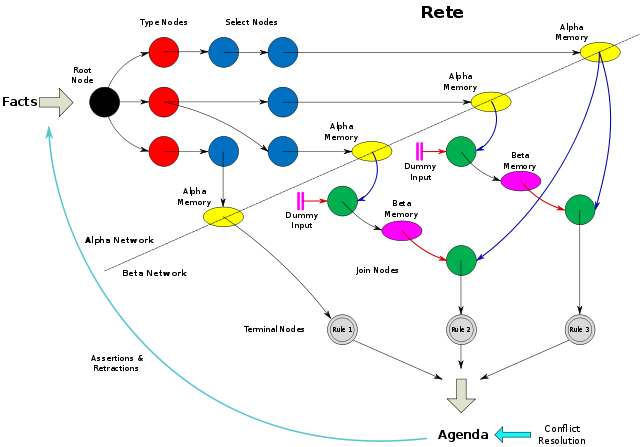 Rete
Type Nodes
Select Nodes
Alpha
Memory
Root
Node
Facts
Alpha
Memory
Alpha
Memory
Dummy
Input
Beta
Memory
Alpha
Memory
Dummy
Input
Beta
Memory
Alpha Network
Beta Network
Join Nodes
Terminal Nodes
Rule 1
Rule 2
Rule 3
Assertions &
Retractions
Agenda
Conflict
Resolution